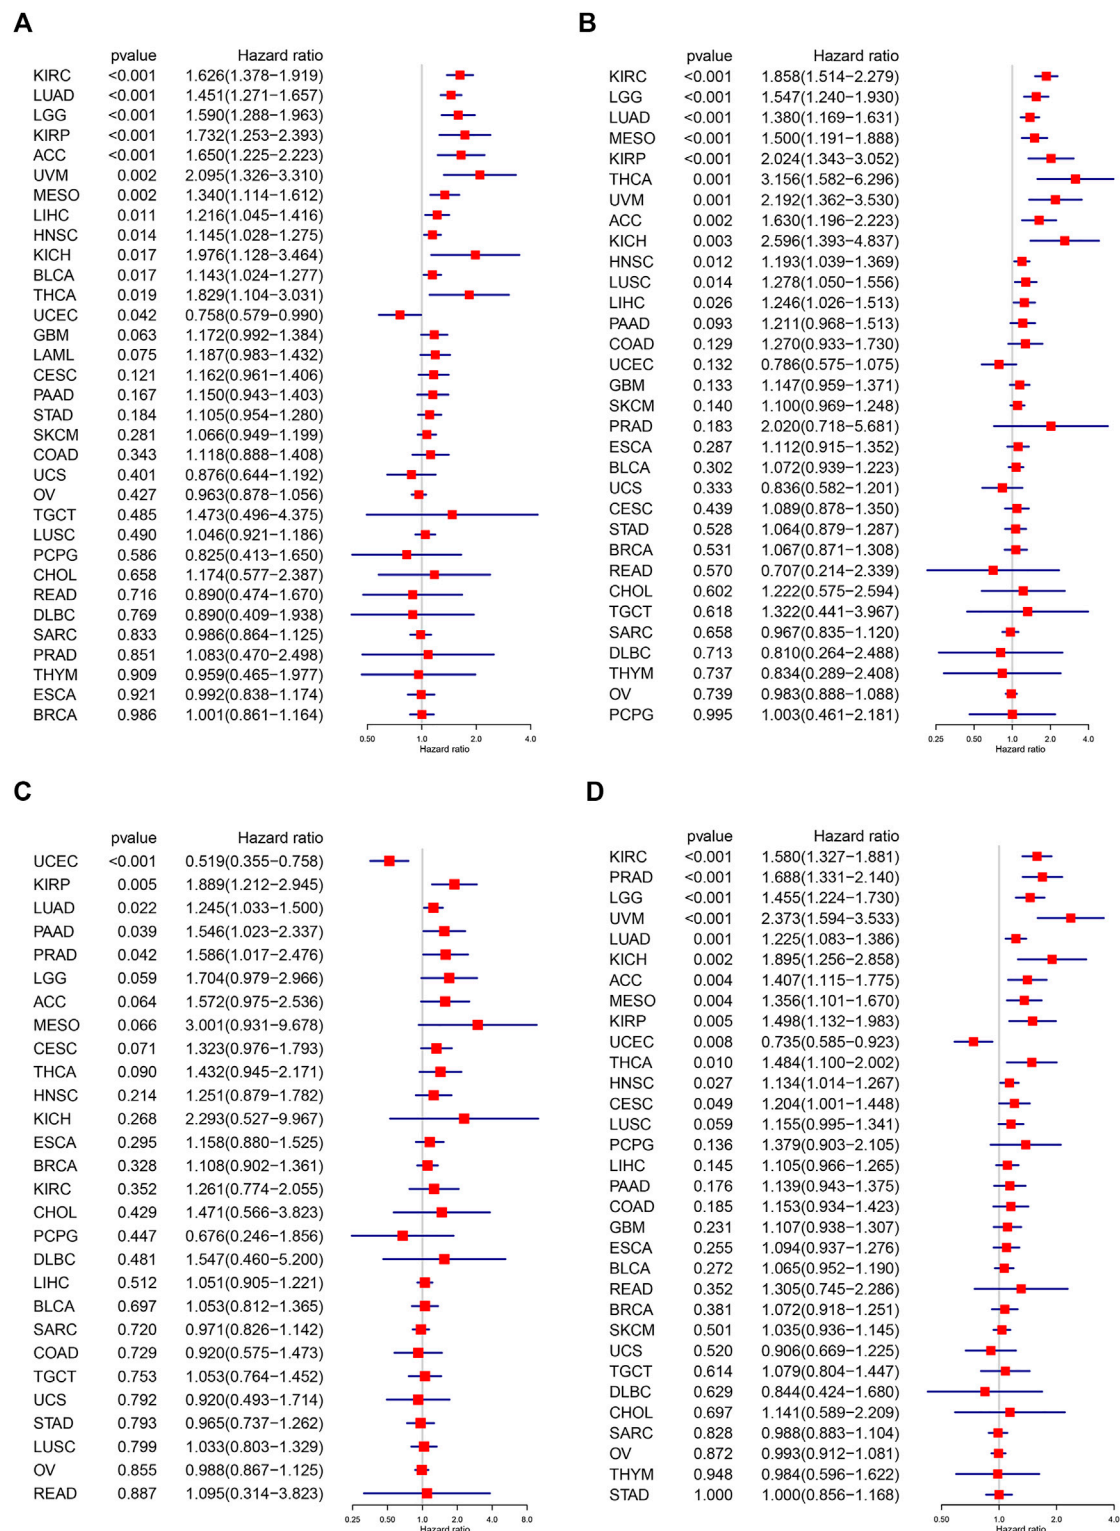 A
pvalue Hazard ratio
KIRC <0.001 1.626(1.378−1.919)
LUAD <0.001 1.451(1.271−1.657)
LGG <0.001 1.590(1.288−1.963)
KIRP <0.001 1.732(1.253−2.393)
ACC <0.001 1.650(1.225−2.223)
UVM 0.002 2.095(1.326−3.310)
MESO 0.002 1.340(1.114−1.612)
LIHC 0.011 1.216(1.045−1.416)
HNSC 0.014 1.145(1.028−1.275)
KICH 0.017 1.976(1.128−3.464)
BLCA 0.017 1.143(1.024−1.277)
THCA 0.019 1.829(1.104−3.031)
UCEC 0.042 0.758(0.579−0.990)
GBM 0.063 1.172(0.992−1.384)
LAML 0.075 1.187(0.983−1.432)
CESC 0.121 1.162(0.961−1.406)
PAAD 0.167 1.150(0.943−1.403)
STAD 0.184 1.105(0.954−1.280)
SKCM 0.281 1.066(0.949−1.199)
COAD 0.343 1.118(0.888−1.408)
UCS 0.401 0.876(0.644−1.192)
OV 0.427 0.963(0.878−1.056)
TGCT 0.485 1.473(0.496−4.375)
LUSC 0.490 1.046(0.921−1.186)
PCPG 0.586 0.825(0.413−1.650)
CHOL 0.658 1.174(0.577−2.387)
READ 0.716 0.890(0.474−1.670)
DLBC 0.769 0.890(0.409−1.938)
SARC 0.833 0.986(0.864−1.125)
PRAD 0.851 1.083(0.470−2.498)
THYM 0.909 0.959(0.465−1.977)
ESCA 0.921 0.992(0.838−1.174)
BRCA 0.986 1.001(0.861−1.164)
0.50 1.0 2.0 4.0
Hazard ratio
B
pvalue Hazard ratio
KIRC <0.001 1.858(1.514−2.279)
LGG <0.001 1.547(1.240−1.930)
LUAD <0.001 1.380(1.169−1.631)
MESO <0.001 1.500(1.191−1.888)
KIRP <0.001 2.024(1.343−3.052)
THCA 0.001 3.156(1.582−6.296)
UVM 0.001 2.192(1.362−3.530)
ACC 0.002 1.630(1.196−2.223)
KICH 0.003 2.596(1.393−4.837)
HNSC 0.012 1.193(1.039−1.369)
LUSC 0.014 1.278(1.050−1.556)
LIHC 0.026 1.246(1.026−1.513)
PAAD 0.093 1.211(0.968−1.513)
COAD 0.129 1.270(0.933−1.730)
UCEC 0.132 0.786(0.575−1.075)
GBM 0.133 1.147(0.959−1.371)
SKCM 0.140 1.100(0.969−1.248)
PRAD 0.183 2.020(0.718−5.681)
ESCA 0.287 1.112(0.915−1.352)
BLCA 0.302 1.072(0.939−1.223)
UCS 0.333 0.836(0.582−1.201)
CESC 0.439 1.089(0.878−1.350)
STAD 0.528 1.064(0.879−1.287)
BRCA 0.531 1.067(0.871−1.308)
READ 0.570 0.707(0.214−2.339)
CHOL 0.602 1.222(0.575−2.594)
TGCT 0.618 1.322(0.441−3.967)
SARC 0.658 0.967(0.835−1.120)
DLBC 0.713 0.810(0.264−2.488)
THYM 0.737 0.834(0.289−2.408)
OV 0.739 0.983(0.888−1.088)
PCPG 0.995 1.003(0.461−2.181)
0.25 0.50 1.0 2.0 4.0
Hazard ratio
C
pvalue Hazard ratio
UCEC <0.001 0.519(0.355−0.758)
KIRP 0.005 1.889(1.212−2.945)
LUAD 0.022 1.245(1.033−1.500)
PAAD 0.039 1.546(1.023−2.337)
PRAD 0.042 1.586(1.017−2.476)
LGG 0.059 1.704(0.979−2.966)
ACC 0.064 1.572(0.975−2.536)
MESO 0.066 3.001(0.931−9.678)
CESC 0.071 1.323(0.976−1.793)
THCA 0.090 1.432(0.945−2.171)
HNSC 0.214 1.251(0.879−1.782)
KICH 0.268 2.293(0.527−9.967)
ESCA 0.295 1.158(0.880−1.525)
BRCA 0.328 1.108(0.902−1.361)
KIRC 0.352 1.261(0.774−2.055)
CHOL 0.429 1.471(0.566−3.823)
PCPG 0.447 0.676(0.246−1.856)
DLBC 0.481 1.547(0.460−5.200)
LIHC 0.512 1.051(0.905−1.221)
BLCA 0.697 1.053(0.812−1.365)
SARC 0.720 0.971(0.826−1.142)
COAD 0.729 0.920(0.575−1.473)
TGCT 0.753 1.053(0.764−1.452)
UCS 0.792 0.920(0.493−1.714)
STAD 0.793 0.965(0.737−1.262)
LUSC 0.799 1.033(0.803−1.329)
OV 0.855 0.988(0.867−1.125)
READ 0.887 1.095(0.314−3.823)
0.25 0.50 1.0 2.0 4.0 8.0
Hazard ratio
D
pvalue Hazard ratio
KIRC <0.001 1.580(1.327−1.881)
PRAD <0.001 1.688(1.331−2.140)
LGG <0.001 1.455(1.224−1.730)
UVM <0.001 2.373(1.594−3.533)
LUAD 0.001 1.225(1.083−1.386)
KICH 0.002 1.895(1.256−2.858)
ACC 0.004 1.407(1.115−1.775)
MESO 0.004 1.356(1.101−1.670)
KIRP 0.005 1.498(1.132−1.983)
UCEC 0.008 0.735(0.585−0.923)
THCA 0.010 1.484(1.100−2.002)
HNSC 0.027 1.134(1.014−1.267)
CESC 0.049 1.204(1.001−1.448)
LUSC 0.059 1.155(0.995−1.341)
PCPG 0.136 1.379(0.903−2.105)
LIHC 0.145 1.105(0.966−1.265)
PAAD 0.176 1.139(0.943−1.375)
COAD 0.185 1.153(0.934−1.423)
GBM 0.231 1.107(0.938−1.307)
ESCA 0.255 1.094(0.937−1.276)
BLCA 0.272 1.065(0.952−1.190)
READ 0.352 1.305(0.745−2.286)
BRCA 0.381 1.072(0.918−1.251)
SKCM 0.501 1.035(0.936−1.145)
UCS 0.520 0.906(0.669−1.225)
TGCT 0.614 1.079(0.804−1.447)
DLBC 0.629 0.844(0.424−1.680)
CHOL 0.697 1.141(0.589−2.209)
SARC 0.828 0.988(0.883−1.104)
OV 0.872 0.993(0.912−1.081)
THYM 0.948 0.984(0.596−1.622)
STAD 1.000 1.000(0.856−1.168)
0.50 1.0 2.0 4.0
Hazard ratio